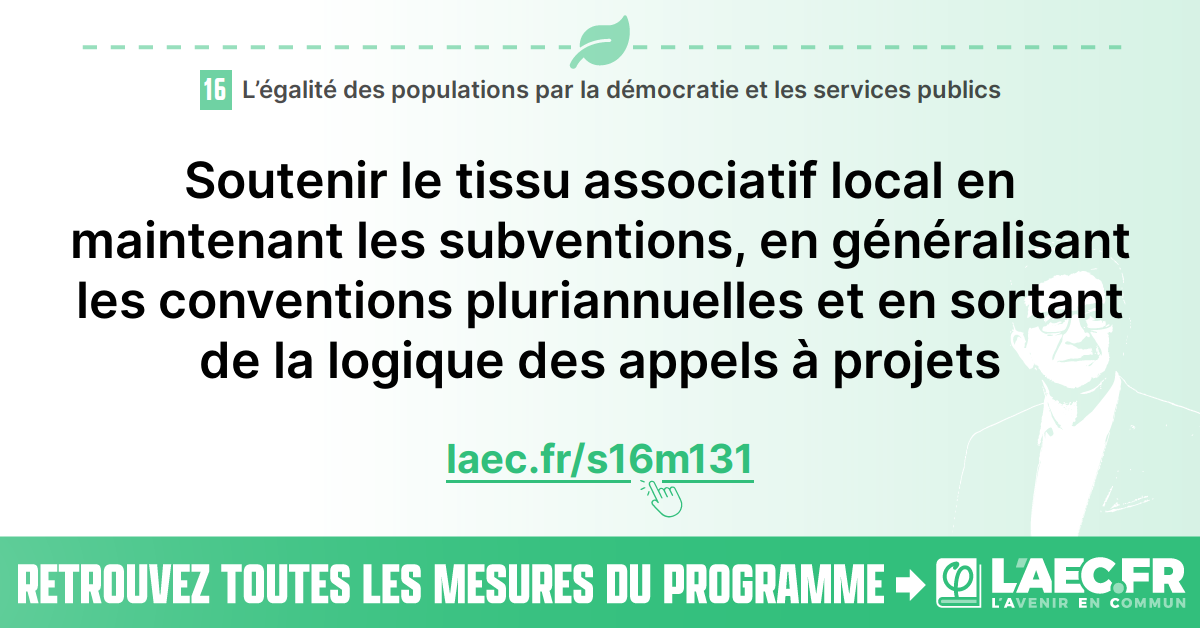 16 L’égalité des populations par la démocratie et les services publics
Soutenir le tissu associatif local en
maintenant les subventions, en généralisant
les conventions pluriannuelles et en sortant
de la logique des appels à projets
laec.fr/s16m131
RETROUVEZ TOUTES LES MESURES DU PROGRAMME
φ L'AEC.FR
L'AVENIR EN COMMUN